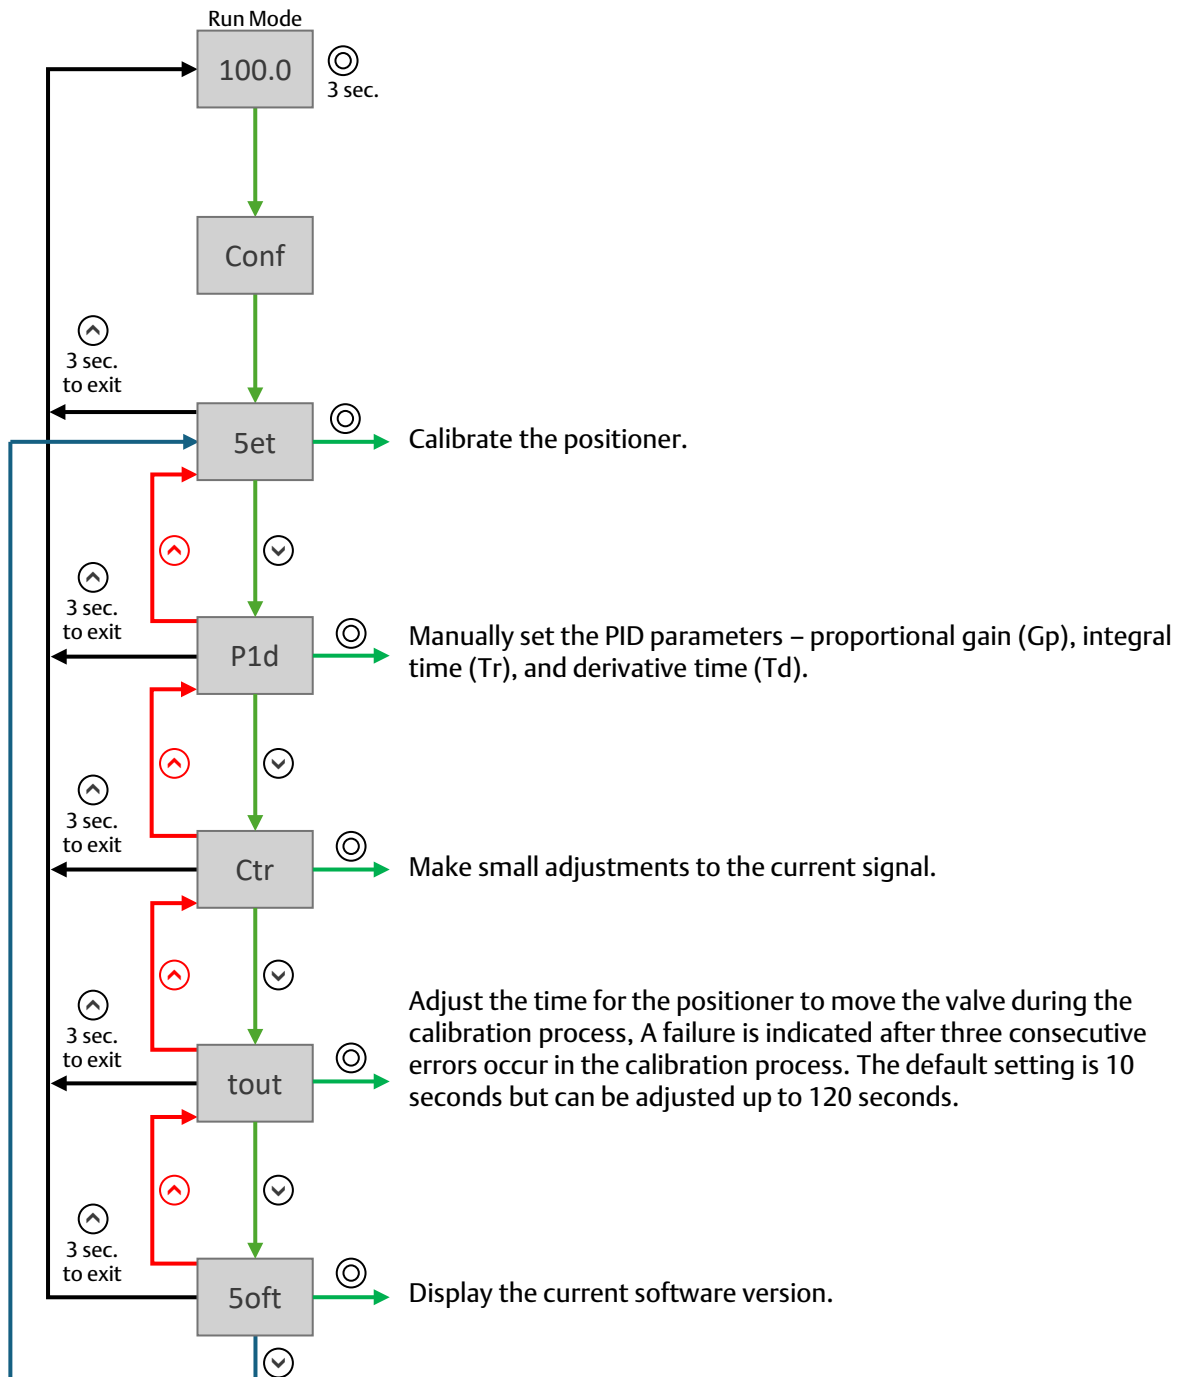 Run Mode
100.0
3 sec.
Conf
3 sec.
to exit
5et
Calibrate the positioner.
3 sec.
to exit
P1d
Manually set the PID parameters – proportional gain (Gp), integral
time (Tr), and derivative time (Td).
3 sec.
to exit
Ctr
Make small adjustments to the current signal.
3 sec.
to exit
tout
Adjust the time for the positioner to move the valve during the
calibration process, A failure is indicated after three consecutive
errors occur in the calibration process. The default setting is 10
seconds but can be adjusted up to 120 seconds.
3 sec.
to exit
5oft
Display the current software version.